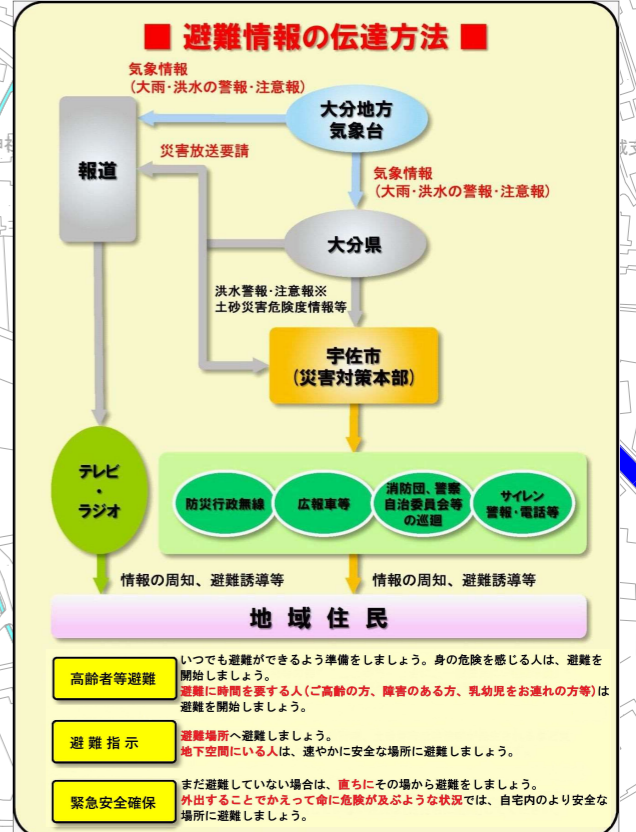 ■ 避難情報の伝達方法 ■
気象情報
(大雨・洪水の警報・注意報)
大分地方
気象台
報道
災害放送要請
気象情報
(大雨・洪水の警報・注意報)
大分県
洪水警報・注意報※
土砂災害危険度情報等
宇佐市
(災害対策本部)
テレビ
・
ラジオ
防災行政無線
広報車等
消防団、警察
自治委員会等
の巡廻
サイレン
警報・電話等
情報の周知、避難誘導等
情報の周知、避難誘導等
地域住民
高齢者等避難
いつでも避難ができるよう準備をしましょう。身の危険を感じる人は、避難を
開始しましょう。
避難に時間を要する人(ご高齢の方、障害のある方、乳幼児をお連れの方等)は
避難を開始しましょう。
避難指示
避難場所へ避難しましょう。
地下空間にいる人は、速やかに安全な場所に避難しましょう。
緊急安全確保
まだ避難していない場合は、直ちにその場から避難をしましょう。
外出することでかえって命に危険が及ぶような状況では、自宅内のより安全な
場所に避難しましょう。